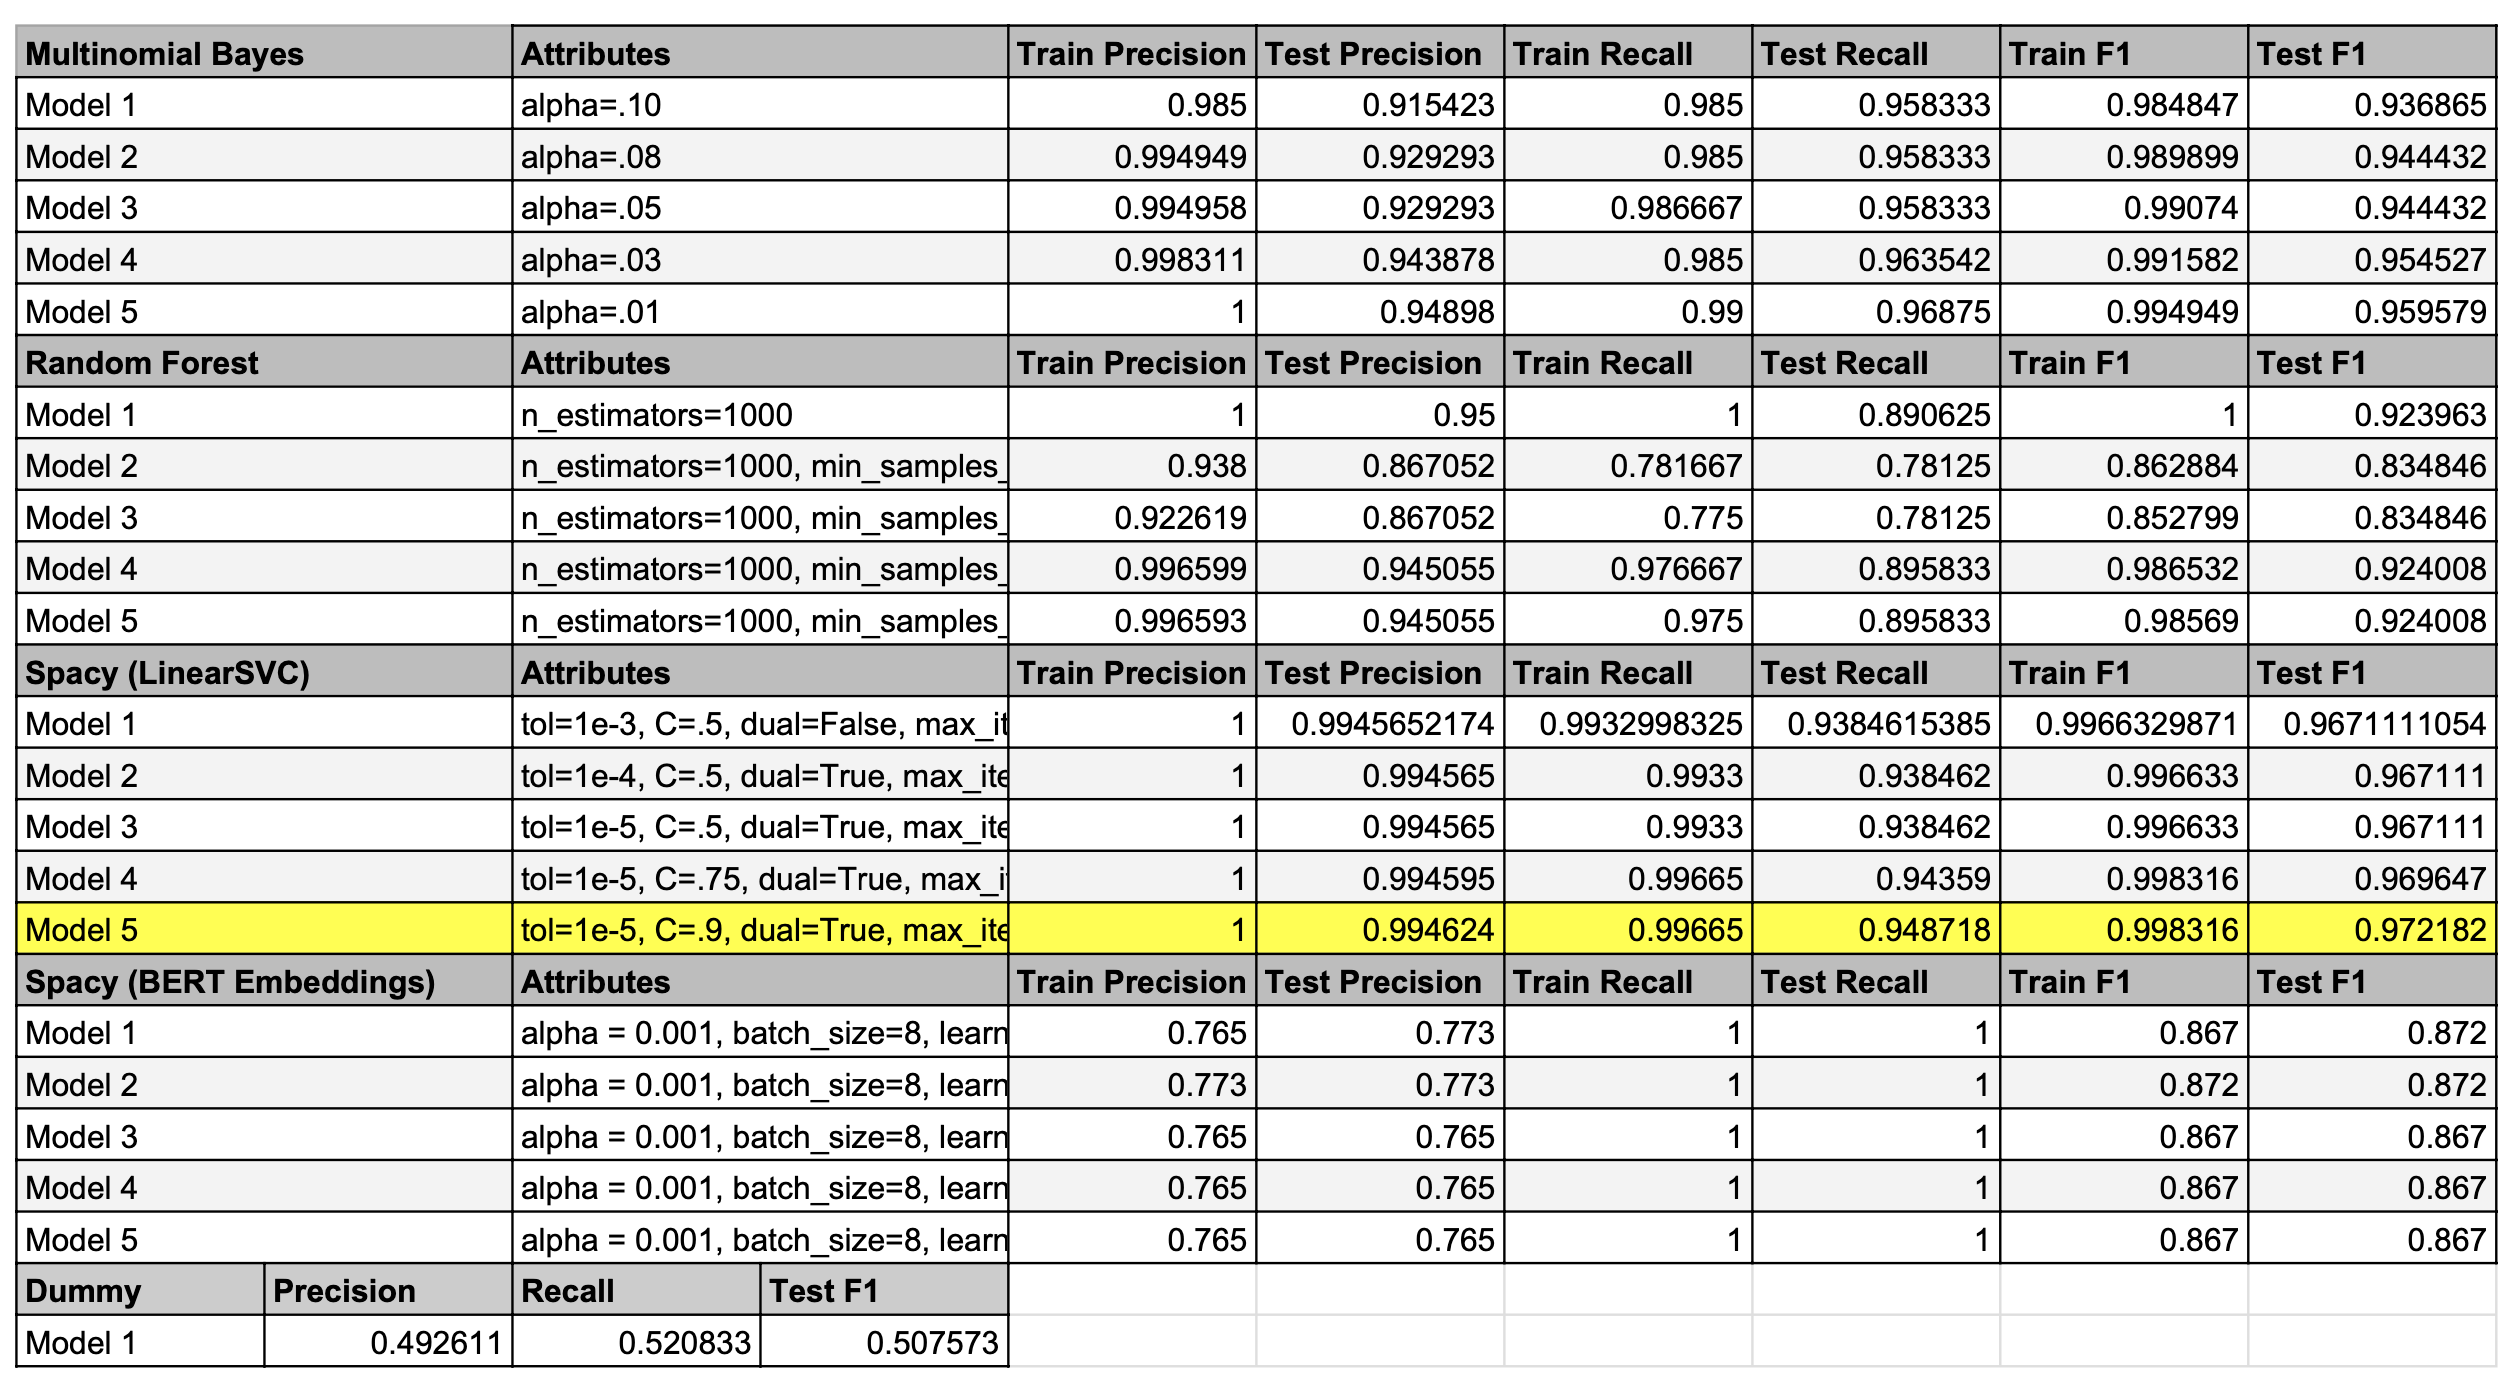 Multinomial Bayes Attributes Train Precision Test Precision Train Recall Test Recall Train F1 Test F1
Model 1 alpha=.10 0.985 0.915423 0.985 0.958333 0.984847 0.936865
Model 2 alpha=.08 0.994949 0.929293 0.985 0.958333 0.989899 0.944432
Model 3 alpha=.05 0.994958 0.929293 0.986667 0.958333 0.99074 0.944432
Model 4 alpha=.03 0.998311 0.943878 0.985 0.963542 0.991582 0.954527
Model 5 alpha=.01 1 0.94898 0.99 0.96875 0.994949 0.959579
Random Forest Attributes Train Precision Test Precision Train Recall Test Recall Train F1 Test F1
Model 1 n_estimators=1000 1 0.95 1 0.890625 1 0.923963
Model 2 n_estimators=1000, min_samples_ 0.938 0.867052 0.781667 0.78125 0.862884 0.834846
Model 3 n_estimators=1000, min_samples_ 0.922619 0.867052 0.775 0.78125 0.852799 0.834846
Model 4 n_estimators=1000, min_samples_ 0.996599 0.945055 0.976667 0.895833 0.986532 0.924008
Model 5 n_estimators=1000, min_samples_ 0.996593 0.945055 0.975 0.895833 0.98569 0.924008
Spacy (LinearSVC) Attributes Train Precision Test Precision Train Recall Test Recall Train F1 Test F1
Model 1 tol=1e-3, C=.5, dual=False, max_it 1 0.9945652174 0.9932998325 0.9384615385 0.9966329871 0.9671111054
Model 2 tol=1e-4, C=.5, dual=True, max_ite 1 0.994565 0.9933 0.938462 0.996633 0.967111
Model 3 tol=1e-5, C=.5, dual=True, max_ite 1 0.994565 0.9933 0.938462 0.996633 0.967111
Model 4 tol=1e-5, C=.75, dual=True, max_i 1 0.994595 0.99665 0.94359 0.998316 0.969647
Model 5 tol=1e-5, C=.9, dual=True, max_ite 1 0.994624 0.99665 0.948718 0.998316 0.972182
Spacy (BERT Embeddings) Attributes Train Precision Test Precision Train Recall Test Recall Train F1 Test F1
Model 1 alpha = 0.001, batch_size=8, learn 0.765 0.773 1 1 0.867 0.872
Model 2 alpha = 0.001, batch_size=8, learn 0.773 0.773 1 1 0.872 0.872
Model 3 alpha = 0.001, batch_size=8, learn 0.765 0.765 1 1 0.867 0.867
Model 4 alpha = 0.001, batch_size=8, learn 0.765 0.765 1 1 0.867 0.867
Model 5 alpha = 0.001, batch_size=8, learn 0.765 0.765 1 1 0.867 0.867
Dummy Precision Recall Test F1
Model 1 0.492611 0.520833 0.507573